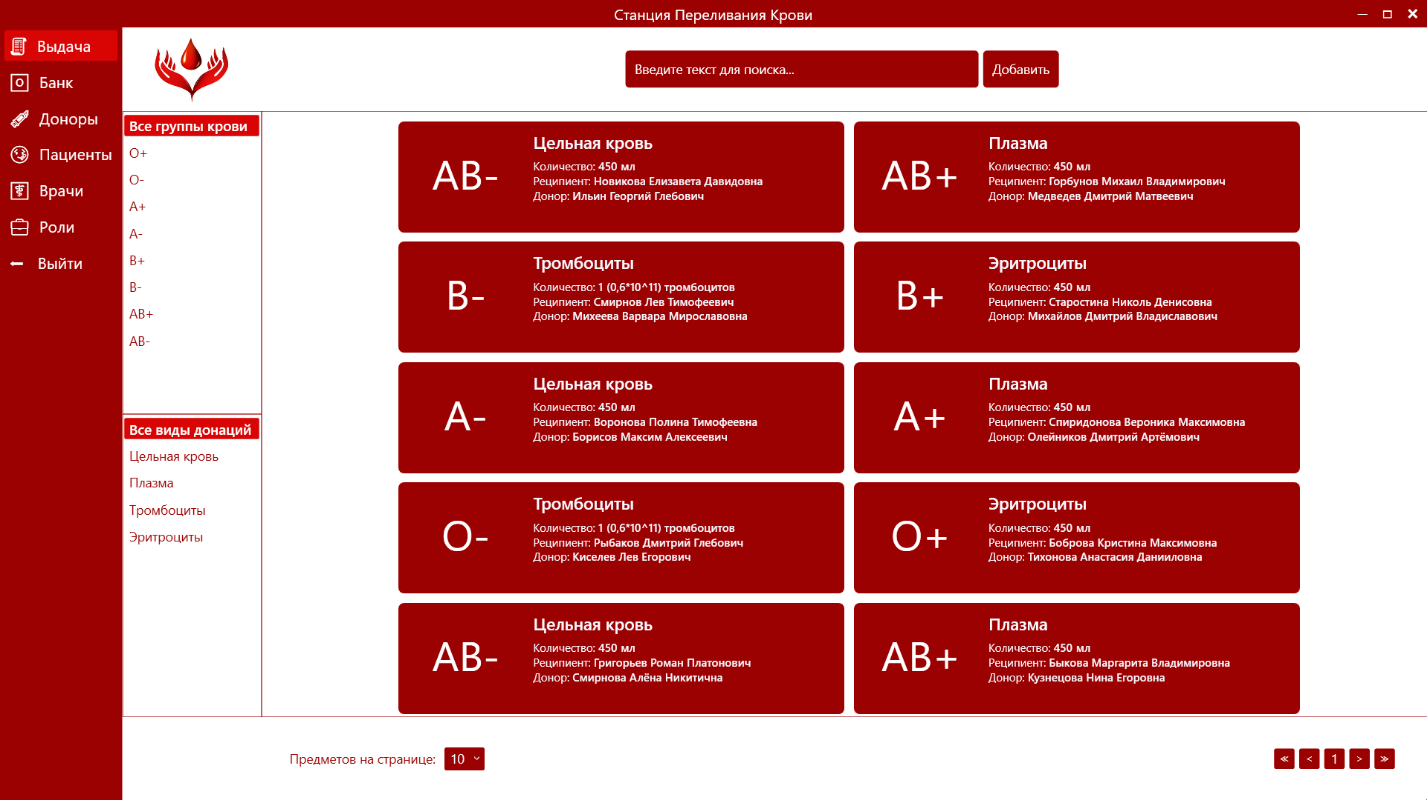 Станция Переливания Крови
Выдача
Банк
Доноры
Пациенты
Врачи
Роли
Выйти
Введите текст для поиска...
Добавить
Все группы крови
O+
O-
A+
A-
B+
B-
AB+
AB-
Все виды донаций
Цельная кровь
Плазма
Тромбоциты
Эритроциты
AB-
Цельная кровь
Количество: 450 мл
Реципиент: Новикова Елизавета Давидовна
Донор: Ильин Георгий Глебович
AB+
Плазма
Количество: 450 мл
Реципиент: Горбунов Михаил Владимирович
Донор: Медведев Дмитрий Матвеевич
B-
Тромбоциты
Количество: 1 (0,6*10^11) тромбоцитов
Реципиент: Смирнов Лев Тимофеевич
Донор: Михеева Варвара Мирославовна
B+
Эритроциты
Количество: 450 мл
Реципиент: Старостина Николь Денисовна
Донор: Михайлов Дмитрий Владиславович
A-
Цельная кровь
Количество: 450 мл
Реципиент: Воронова Полина Тимофеевна
Донор: Борисов Максим Алексеевич
A+
Плазма
Количество: 450 мл
Реципиент: Спиридонова Вероника Максимовна
Донор: Олейников Дмитрий Артёмович
O-
Тромбоциты
Количество: 1 (0,6*10^11) тромбоцитов
Реципиент: Рыбаков Дмитрий Глебович
Донор: Киселев Лев Егорович
O+
Эритроциты
Количество: 450 мл
Реципиент: Боброва Кристина Максимовна
Донор: Тихонова Анастасия Данииловна
AB-
Цельная кровь
Количество: 450 мл
Реципиент: Григорьев Роман Платонович
Донор: Смирнова Алёна Никитична
AB+
Плазма
Количество: 450 мл
Реципиент: Быкова Маргарита Владимировна
Донор: Кузнецова Нина Егоровна
Предметов на странице: 10
« < 1 > »